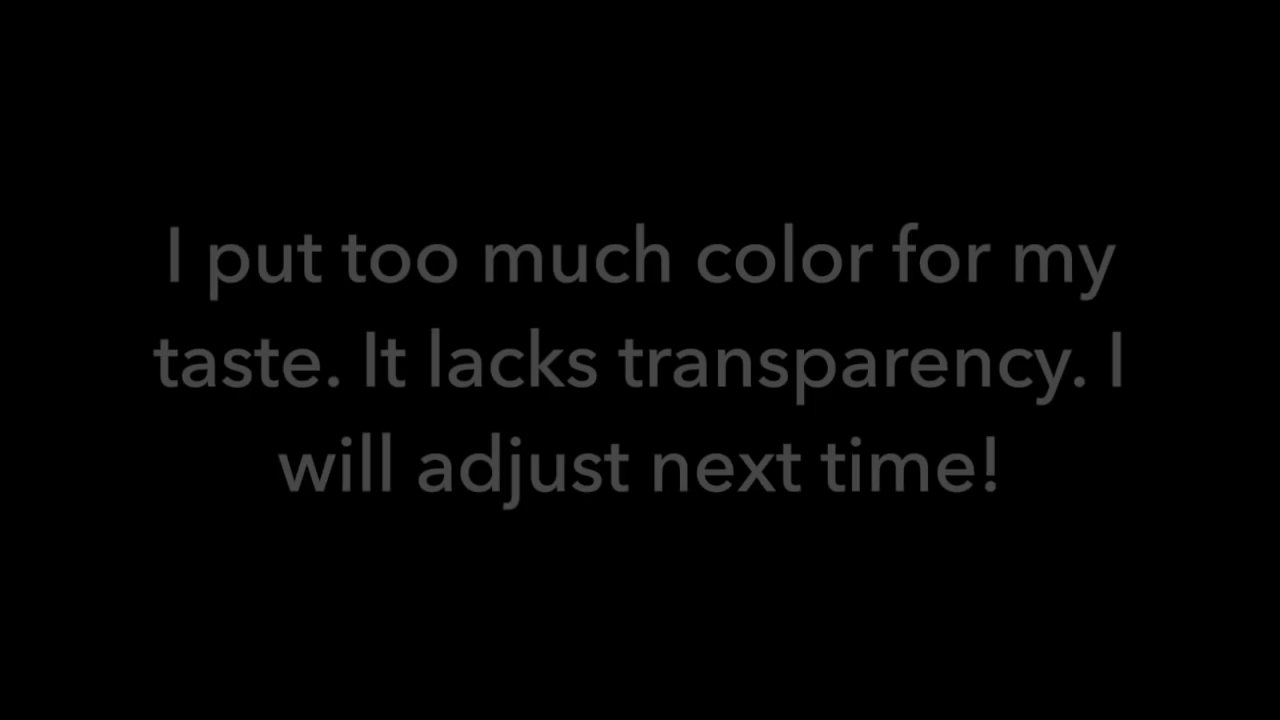 I put too much color for my
taste. It lacks transparency. I
will adjust next time!